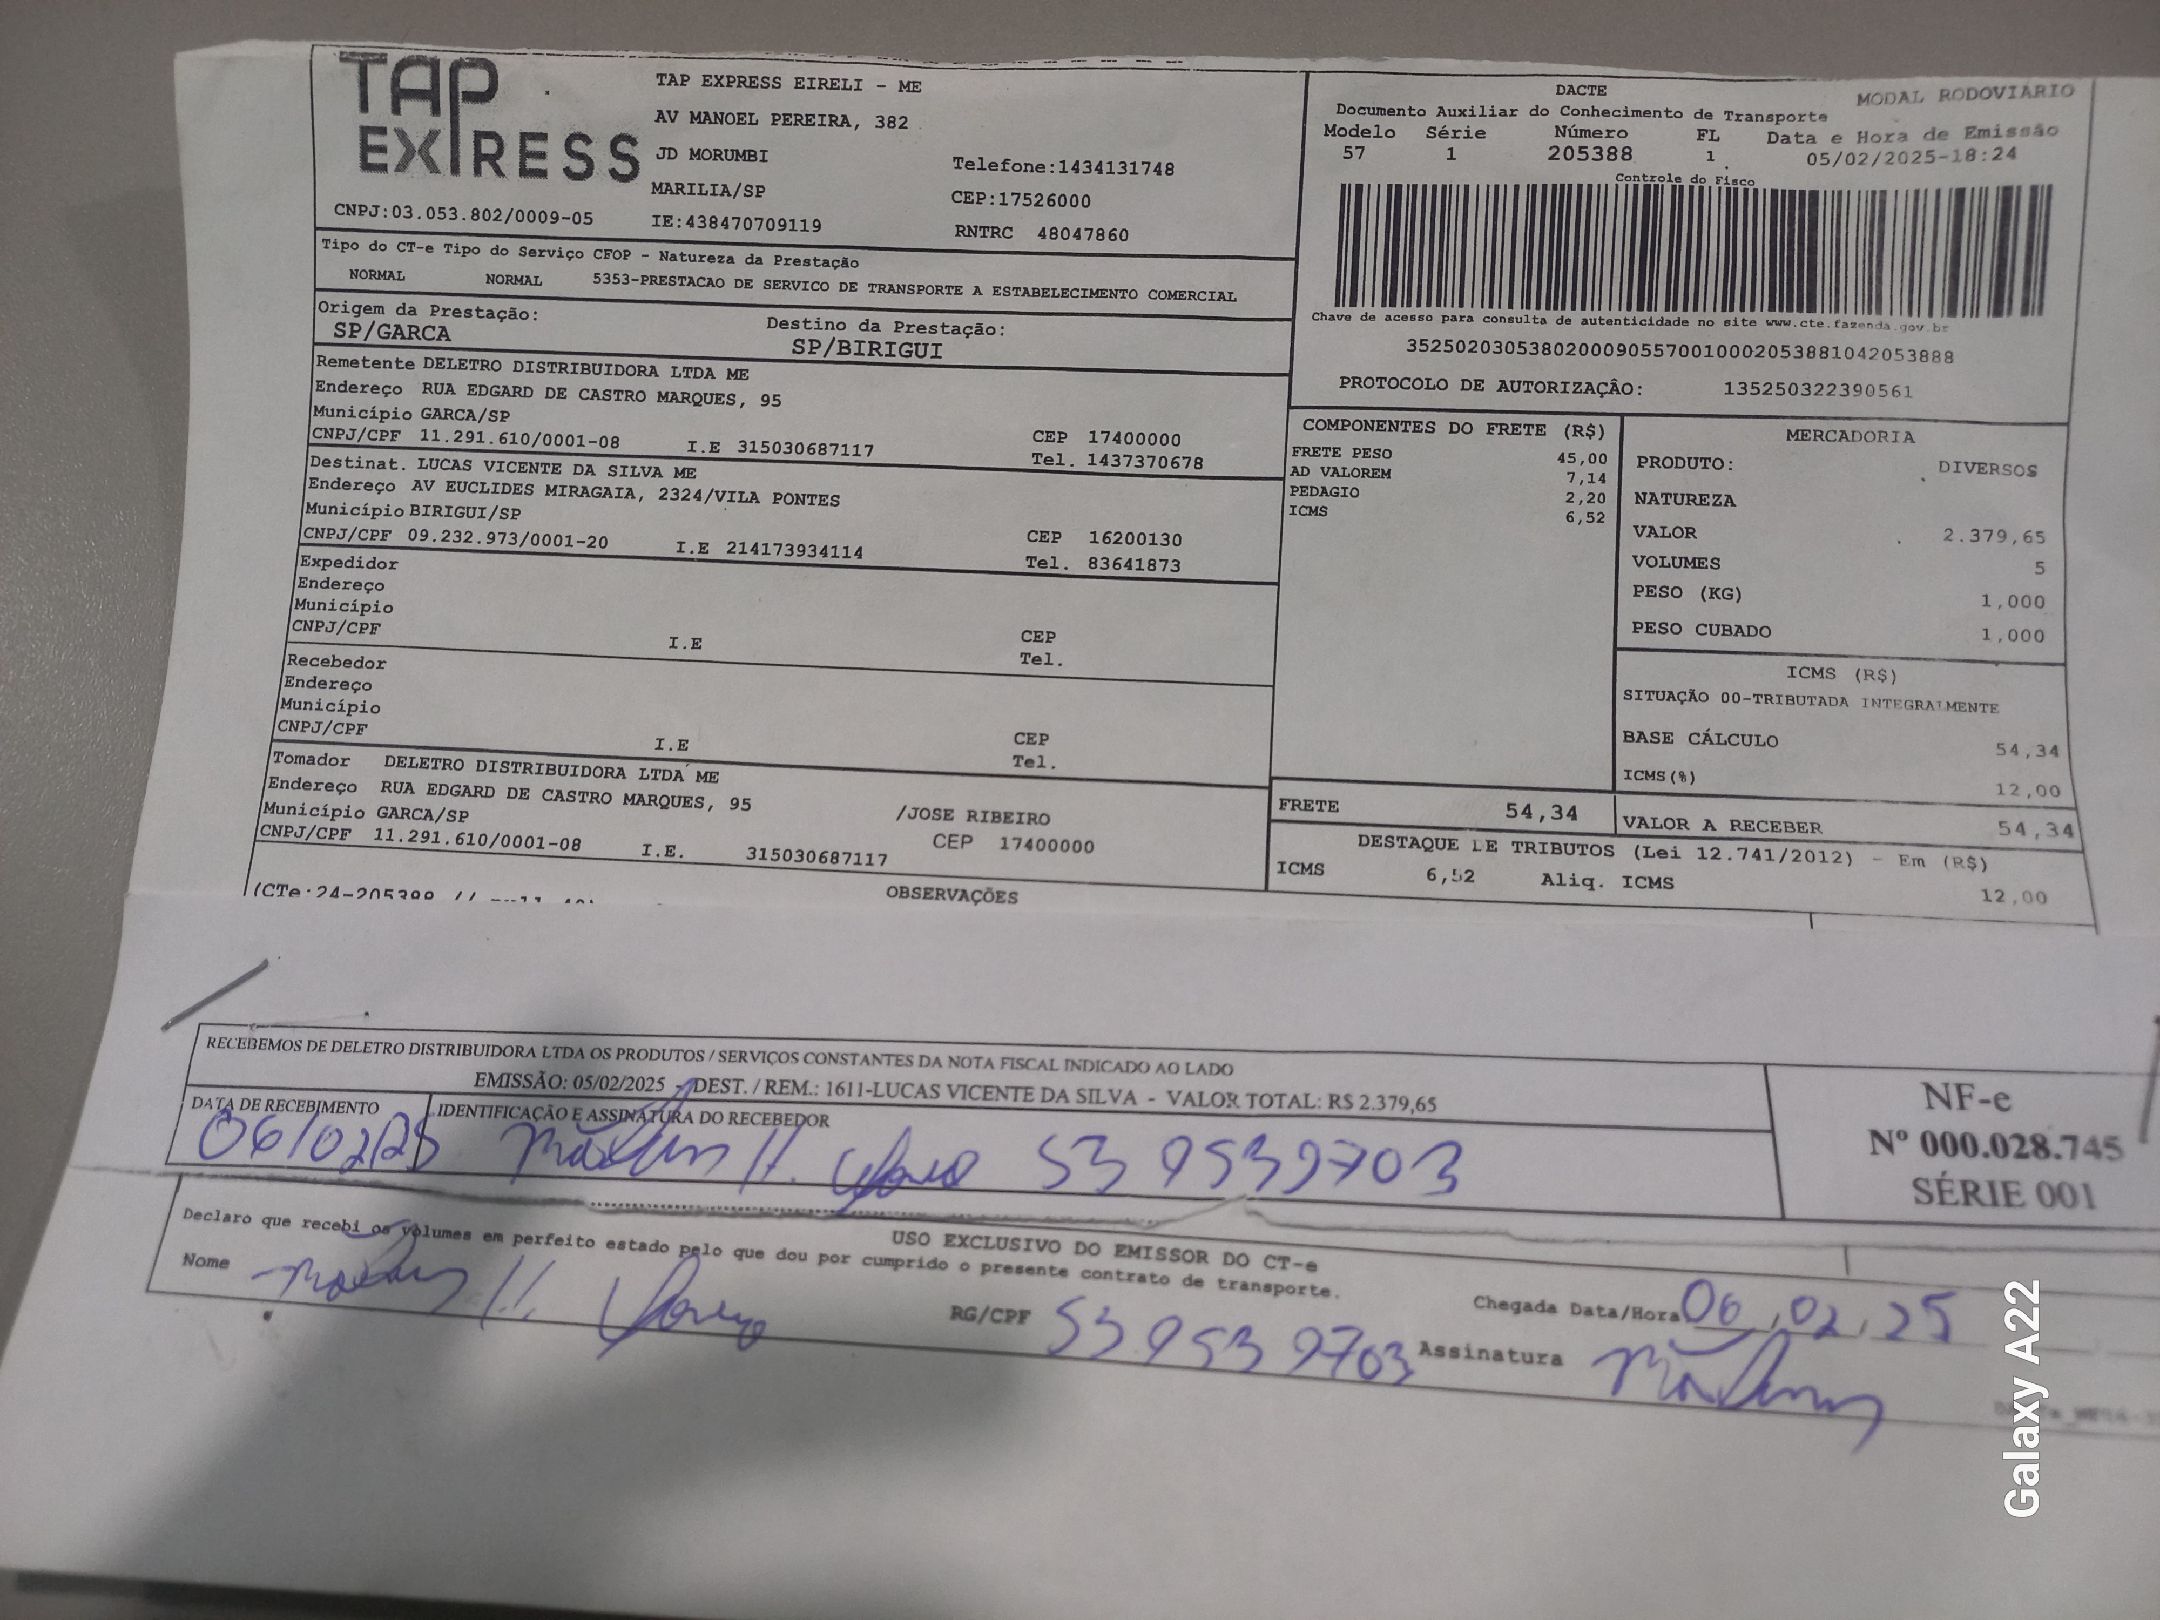 TAP EXPRESS
TAP EXPRESS EIRELI - ME
AV MANOEL PEREIRA, 382
JD MORUMBI
Telefone:1434131748
MARILIA/SP
CEP:17526000
CNPJ:03.053.802/0009-05
IE:438470709119
RNTRC 48047860
DACTE
MODAL RODOVIARIO
Documento Auxiliar do Conhecimento de Transporte
Modelo Série Número FL Data e Hora de Emissão
57 1 205388 1 05/02/2025-18:24
Controle do Fisco
Chave de acesso para consulta de autenticidade no site www.cte.fazenda.gov.br
35250203053802000905570010002053881042053888
PROTOCOLO DE AUTORIZAÇÃO: 135250322390561
Tipo do CT-e Tipo do Serviço CFOP - Natureza da Prestação
NORMAL NORMAL 5353-PRESTACAO DE SERVICO DE TRANSPORTE A ESTABELECIMENTO COMERCIAL
Origem da Prestação: Destino da Prestação:
SP/GARCA SP/BIRIGUI
Remetente DELETRO DISTRIBUIDORA LTDA ME
Endereço RUA EDGARD DE CASTRO MARQUES, 95
Município GARCA/SP CEP 17400000
CNPJ/CPF 11.291.610/0001-08 I.E 315030687117 Tel. 1437370678
Destinat. LUCAS VICENTE DA SILVA ME
Endereço AV EUCLIDES MIRAGAIA, 2324/VILA PONTES
Município BIRIGUI/SP CEP 16200130
CNPJ/CPF 09.232.973/0001-20 I.E 214173934114 Tel. 83641873
Expedidor
Endereço
Município CEP
CNPJ/CPF I.E Tel.
Recebedor
Endereço
Município CEP
CNPJ/CPF I.E Tel.
Tomador DELETRO DISTRIBUIDORA LTDA ME
Endereço RUA EDGARD DE CASTRO MARQUES, 95 /JOSE RIBEIRO
Município GARCA/SP CEP 17400000
CNPJ/CPF 11.291.610/0001-08 I.E. 315030687117
COMPONENTES DO FRETE (R$)
FRETE PESO 45,00
AD VALOREM 7,14
PEDAGIO 2,20
ICMS 6,52
MERCADORIA
PRODUTO: DIVERSOS
NATUREZA
VALOR 2.379,65
VOLUMES 5
PESO (KG) 1,000
PESO CUBADO 1,000
ICMS (R$)
SITUAÇÃO 00-TRIBUTADA INTEGRALMENTE
BASE CÁLCULO 54,34
ICMS(%) 12,00
FRETE 54,34
VALOR A RECEBER 54,34
DESTAQUE DE TRIBUTOS (Lei 12.741/2012) - Em (R$)
ICMS 6,52 Aliq. ICMS 12,00
OBSERVAÇÕES
RECEBEMOS DE DELETRO DISTRIBUIDORA LTDA OS PRODUTOS / SERVIÇOS CONSTANTES DA NOTA FISCAL INDICADO AO LADO
EMISSÃO: 05/02/2025 - DEST. / REM.: 1611-LUCAS VICENTE DA SILVA - VALOR TOTAL: R$ 2.379,65
DATA DE RECEBIMENTO IDENTIFICAÇÃO E ASSINATURA DO RECEBEDOR
06/02/25 53 9539703
NF-e
Nº 000.028.745
SÉRIE 001
USO EXCLUSIVO DO EMISSOR DO CT-e
Declaro que recebi os volumes em perfeito estado pelo que dou por cumprido o presente contrato de transporte.
Nome RG/CPF 53 9539703
Chegada Data/Hora 06,02,25
Assinatura
Galaxy A22